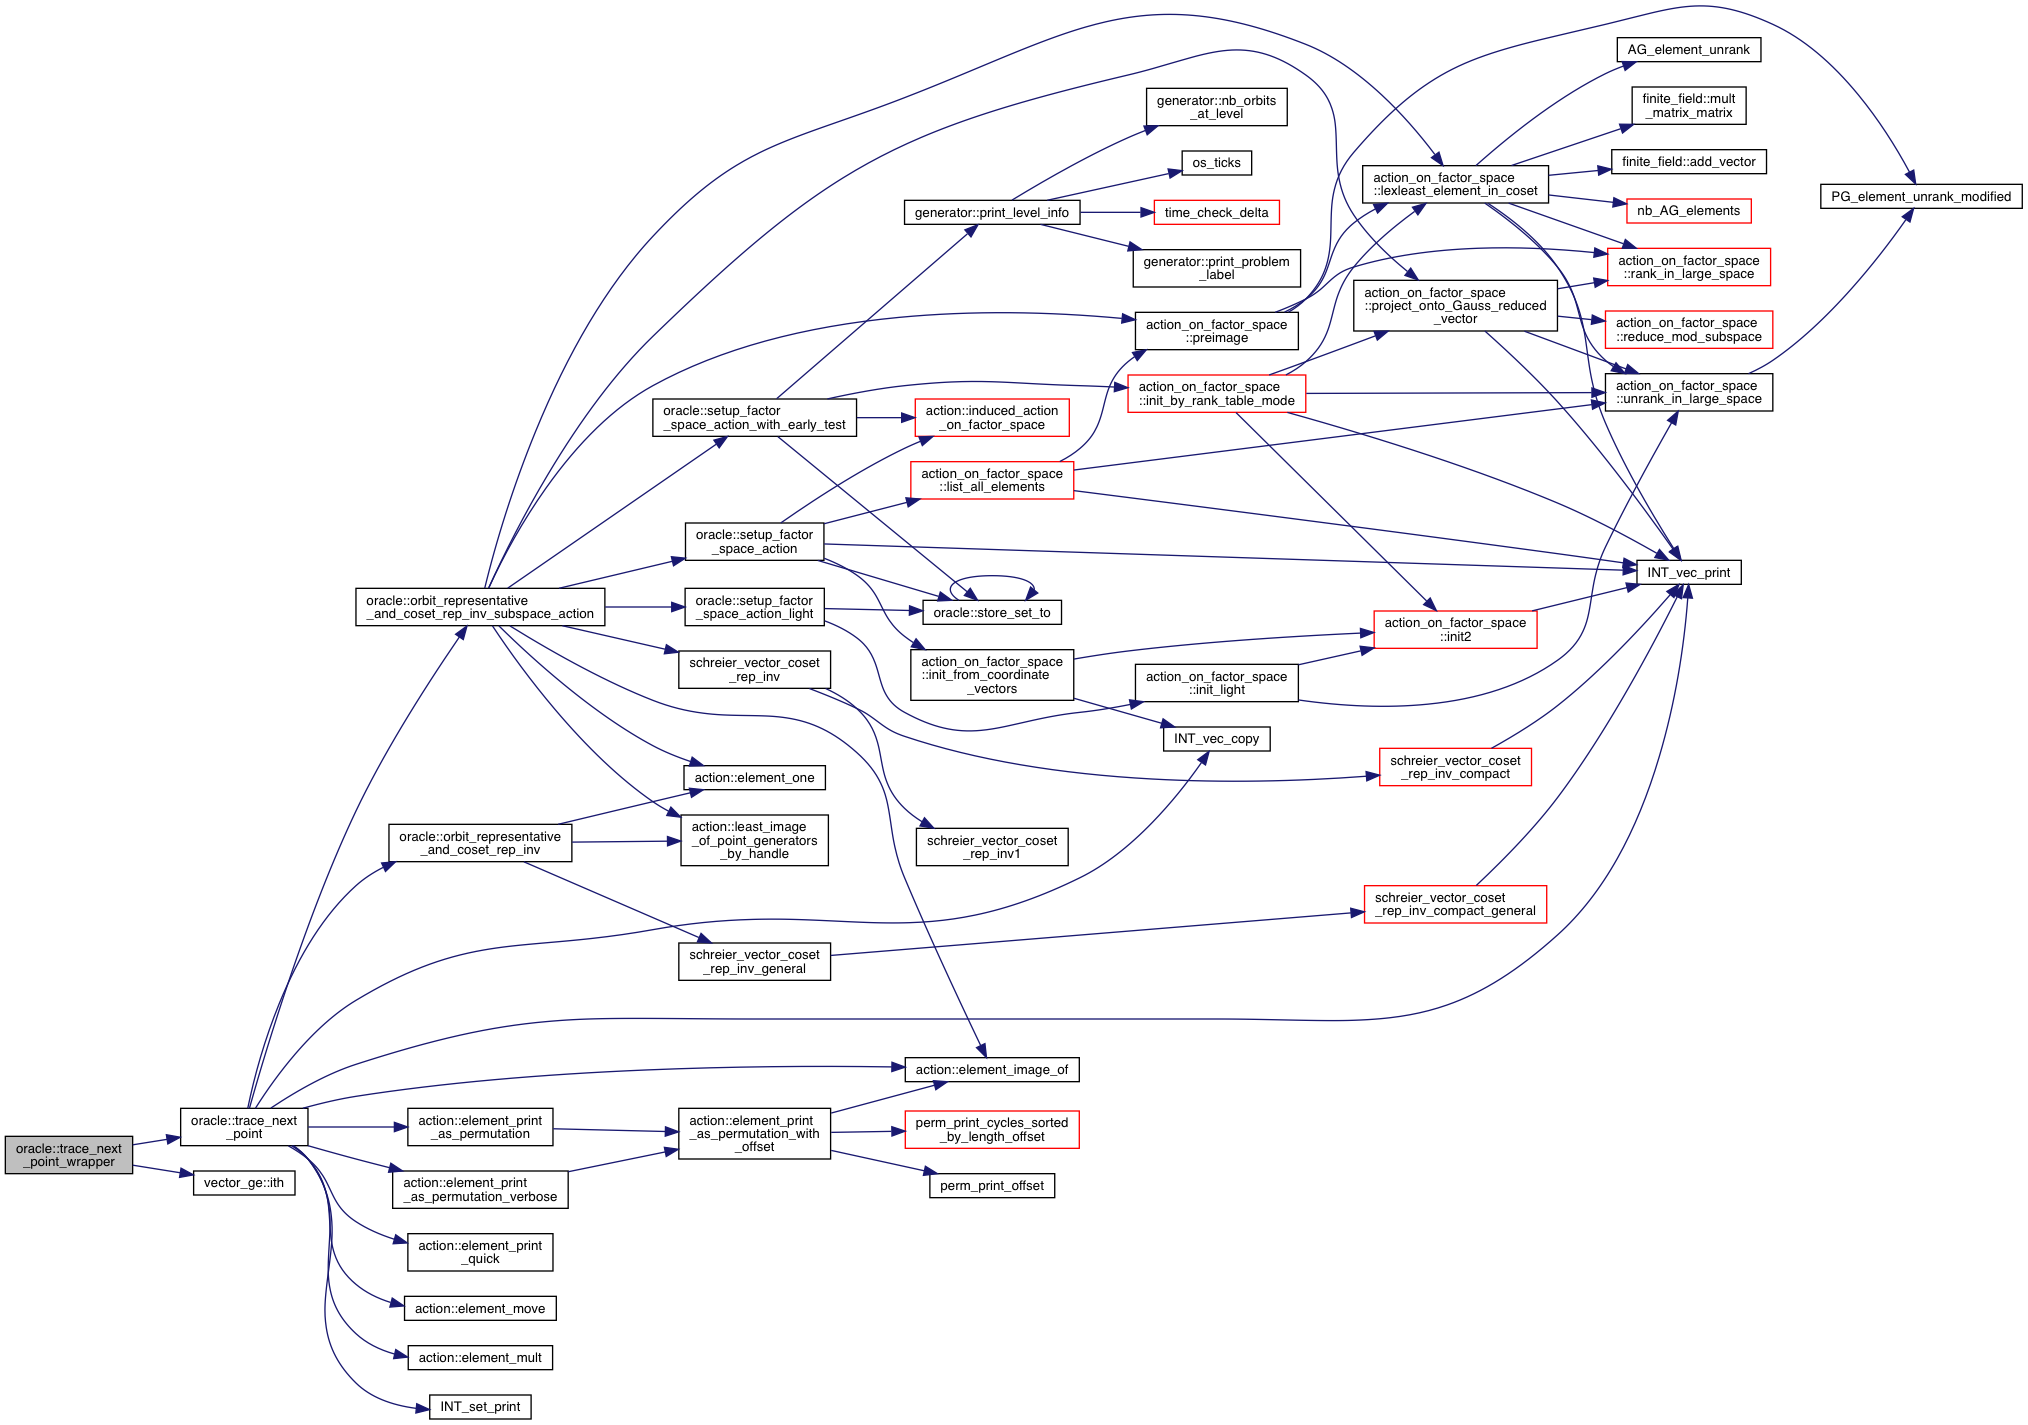 oracle::trace_next
_point_wrapper
oracle::trace_next
_point
vector_ge::ith
oracle::orbit_representative
_and_coset_rep_inv_subspace_action
oracle::orbit_representative
_and_coset_rep_inv
action::element_print
_as_permutation
action::element_print
_as_permutation_verbose
action::element_print
_quick
action::element_move
action::element_mult
INT_set_print
oracle::setup_factor
_space_action_with_early_test
oracle::setup_factor
_space_action
oracle::setup_factor
_space_action_light
schreier_vector_coset
_rep_inv
action::element_one
action::least_image
_of_point_generators
_by_handle
schreier_vector_coset
_rep_inv_general
action::element_print
_as_permutation_with
_offset
generator::print_level_info
action::induced_action
_on_factor_space
action_on_factor_space
::list_all_elements
oracle::store_set_to
action_on_factor_space
::init_from_coordinate
_vectors
schreier_vector_coset
_rep_inv1
action::element_image_of
perm_print_cycles_sorted
_by_length_offset
perm_print_offset
generator::nb_orbits
_at_level
os_ticks
time_check_delta
generator::print_problem
_label
action_on_factor_space
::preimage
action_on_factor_space
::init_by_rank_table_mode
action_on_factor_space
::init_light
INT_vec_copy
action_on_factor_space
::lexleast_element_in_coset
action_on_factor_space
::project_onto_Gauss_reduced
_vector
action_on_factor_space
::init2
schreier_vector_coset
_rep_inv_compact
schreier_vector_coset
_rep_inv_compact_general
AG_element_unrank
finite_field::mult
_matrix_matrix
finite_field::add_vector
nb_AG_elements
action_on_factor_space
::rank_in_large_space
action_on_factor_space
::reduce_mod_subspace
action_on_factor_space
::unrank_in_large_space
INT_vec_print
PG_element_unrank_modified